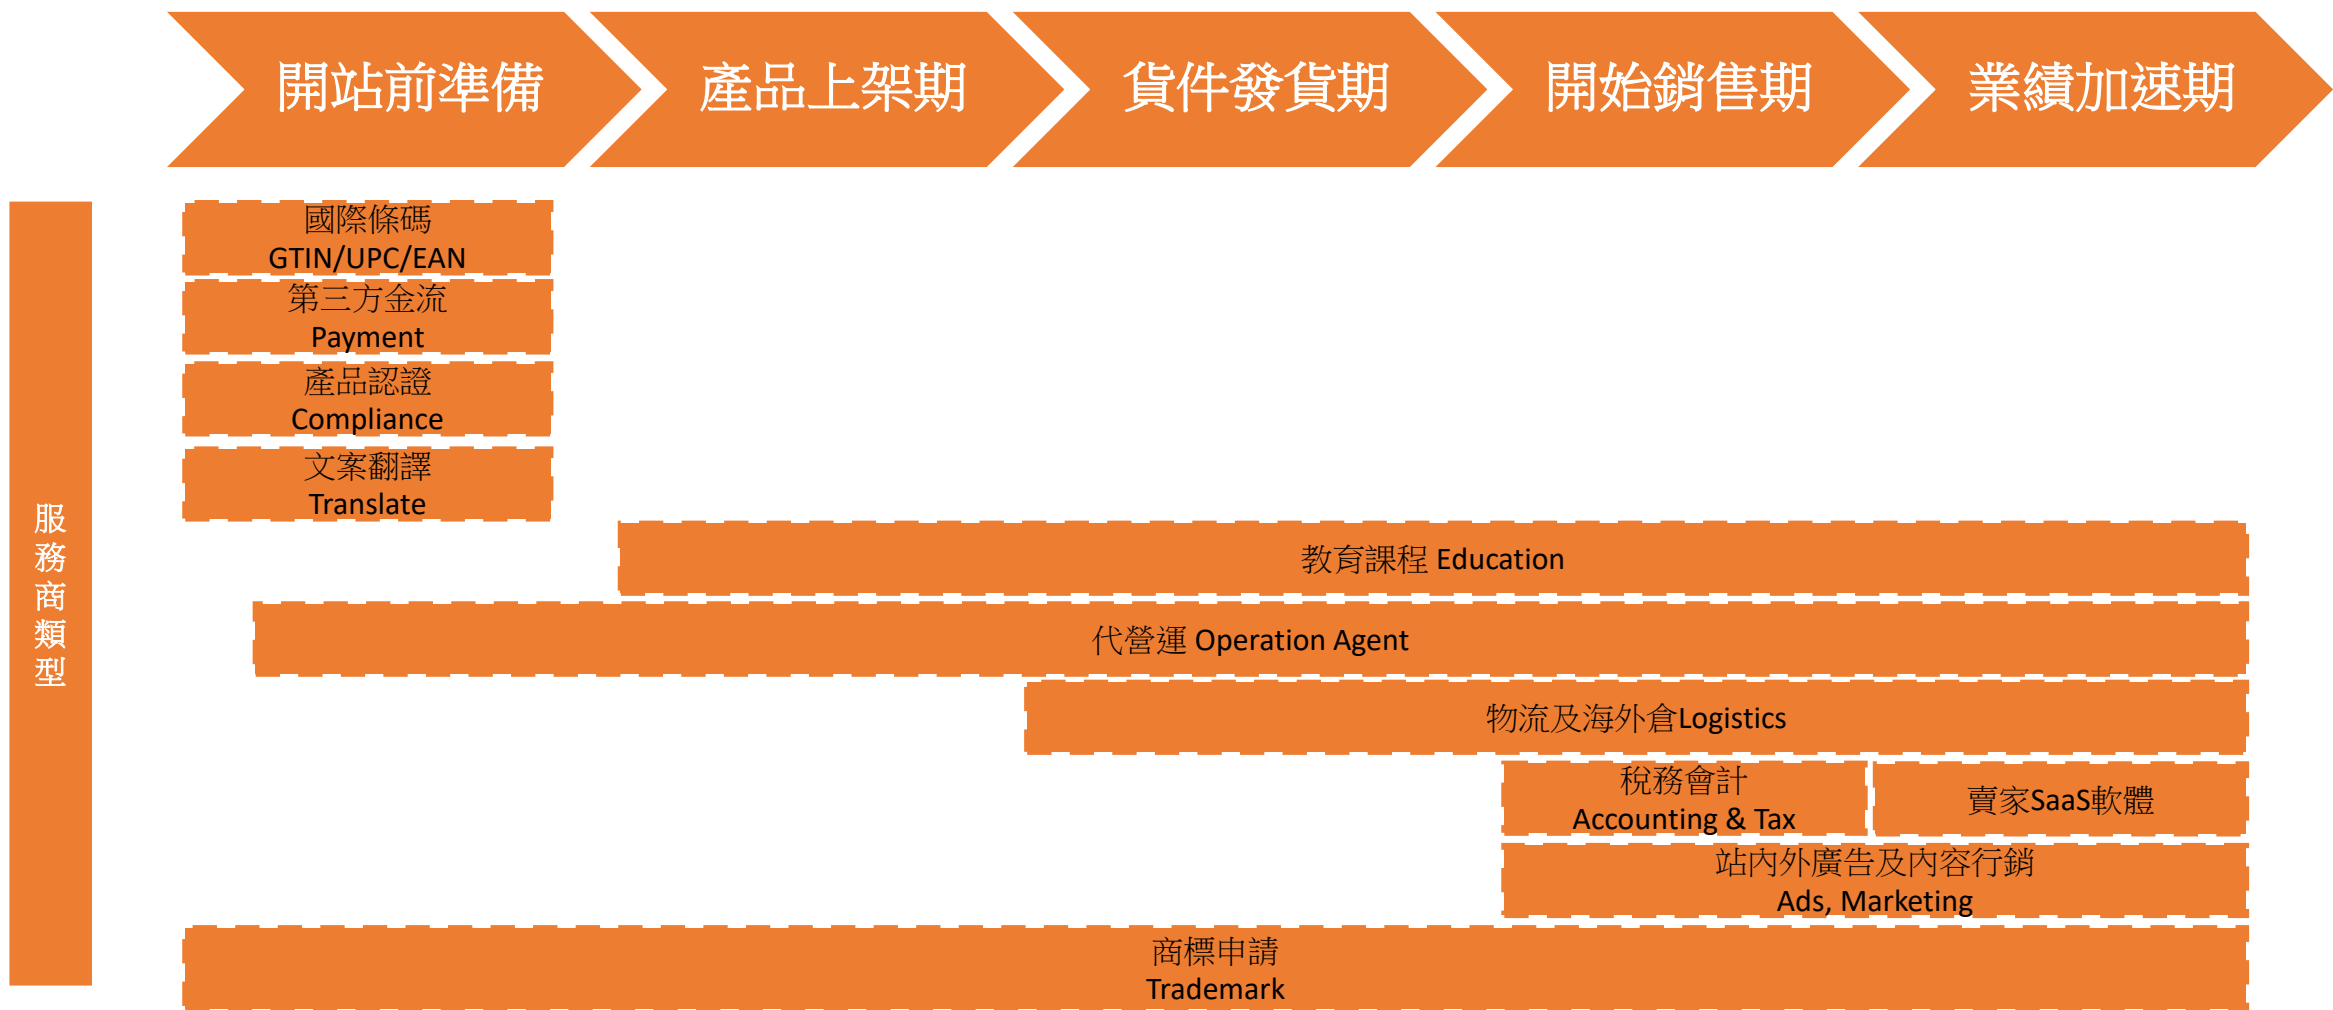 開站前準備
產品上架期
貨件發貨期
開始銷售期
業績加速期
服務商類型
國際條碼
GTIN/UPC/EAN
第三方金流
Payment
產品認證
Compliance
文案翻譯
Translate
教育課程 Education
代營運 Operation Agent
物流及海外倉Logistics
稅務會計
Accounting & Tax
賣家SaaS軟體
站內外廣告及內容行銷
Ads, Marketing
商標申請
Trademark